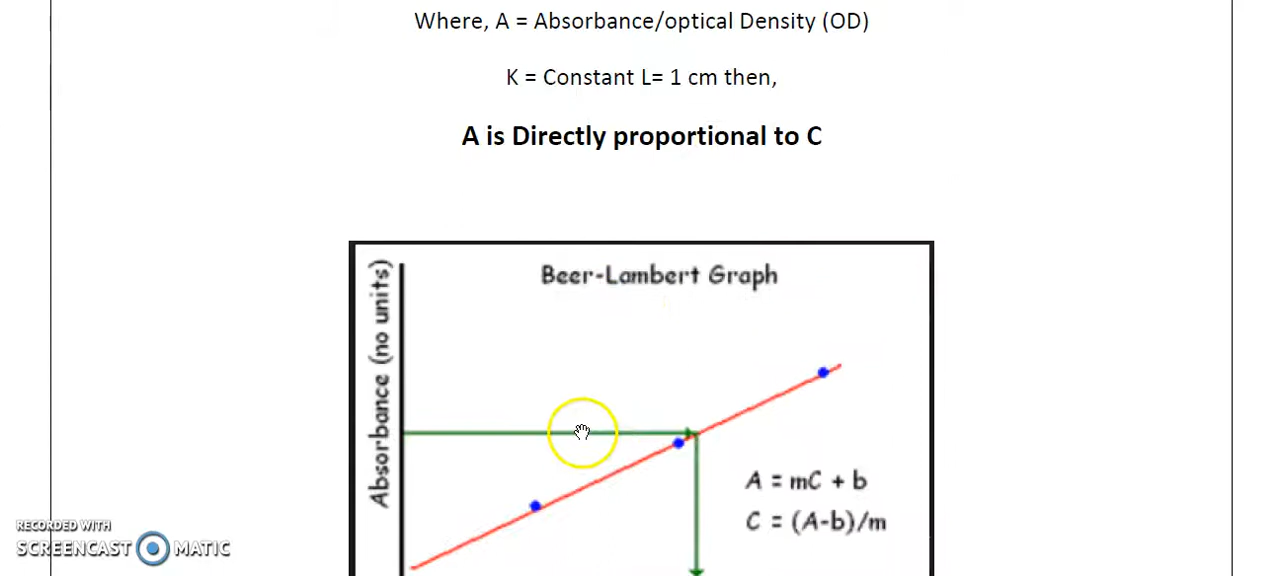 Where, A = Absorbance/optical Density (OD)
K = Constant L= 1 cm then,
A is Directly proportional to C
Beer-Lambert Graph
Absorbance (no units)
A = mC + b
C = (A-b)/m
RECORDED WITH
SCREENCAST MATIC